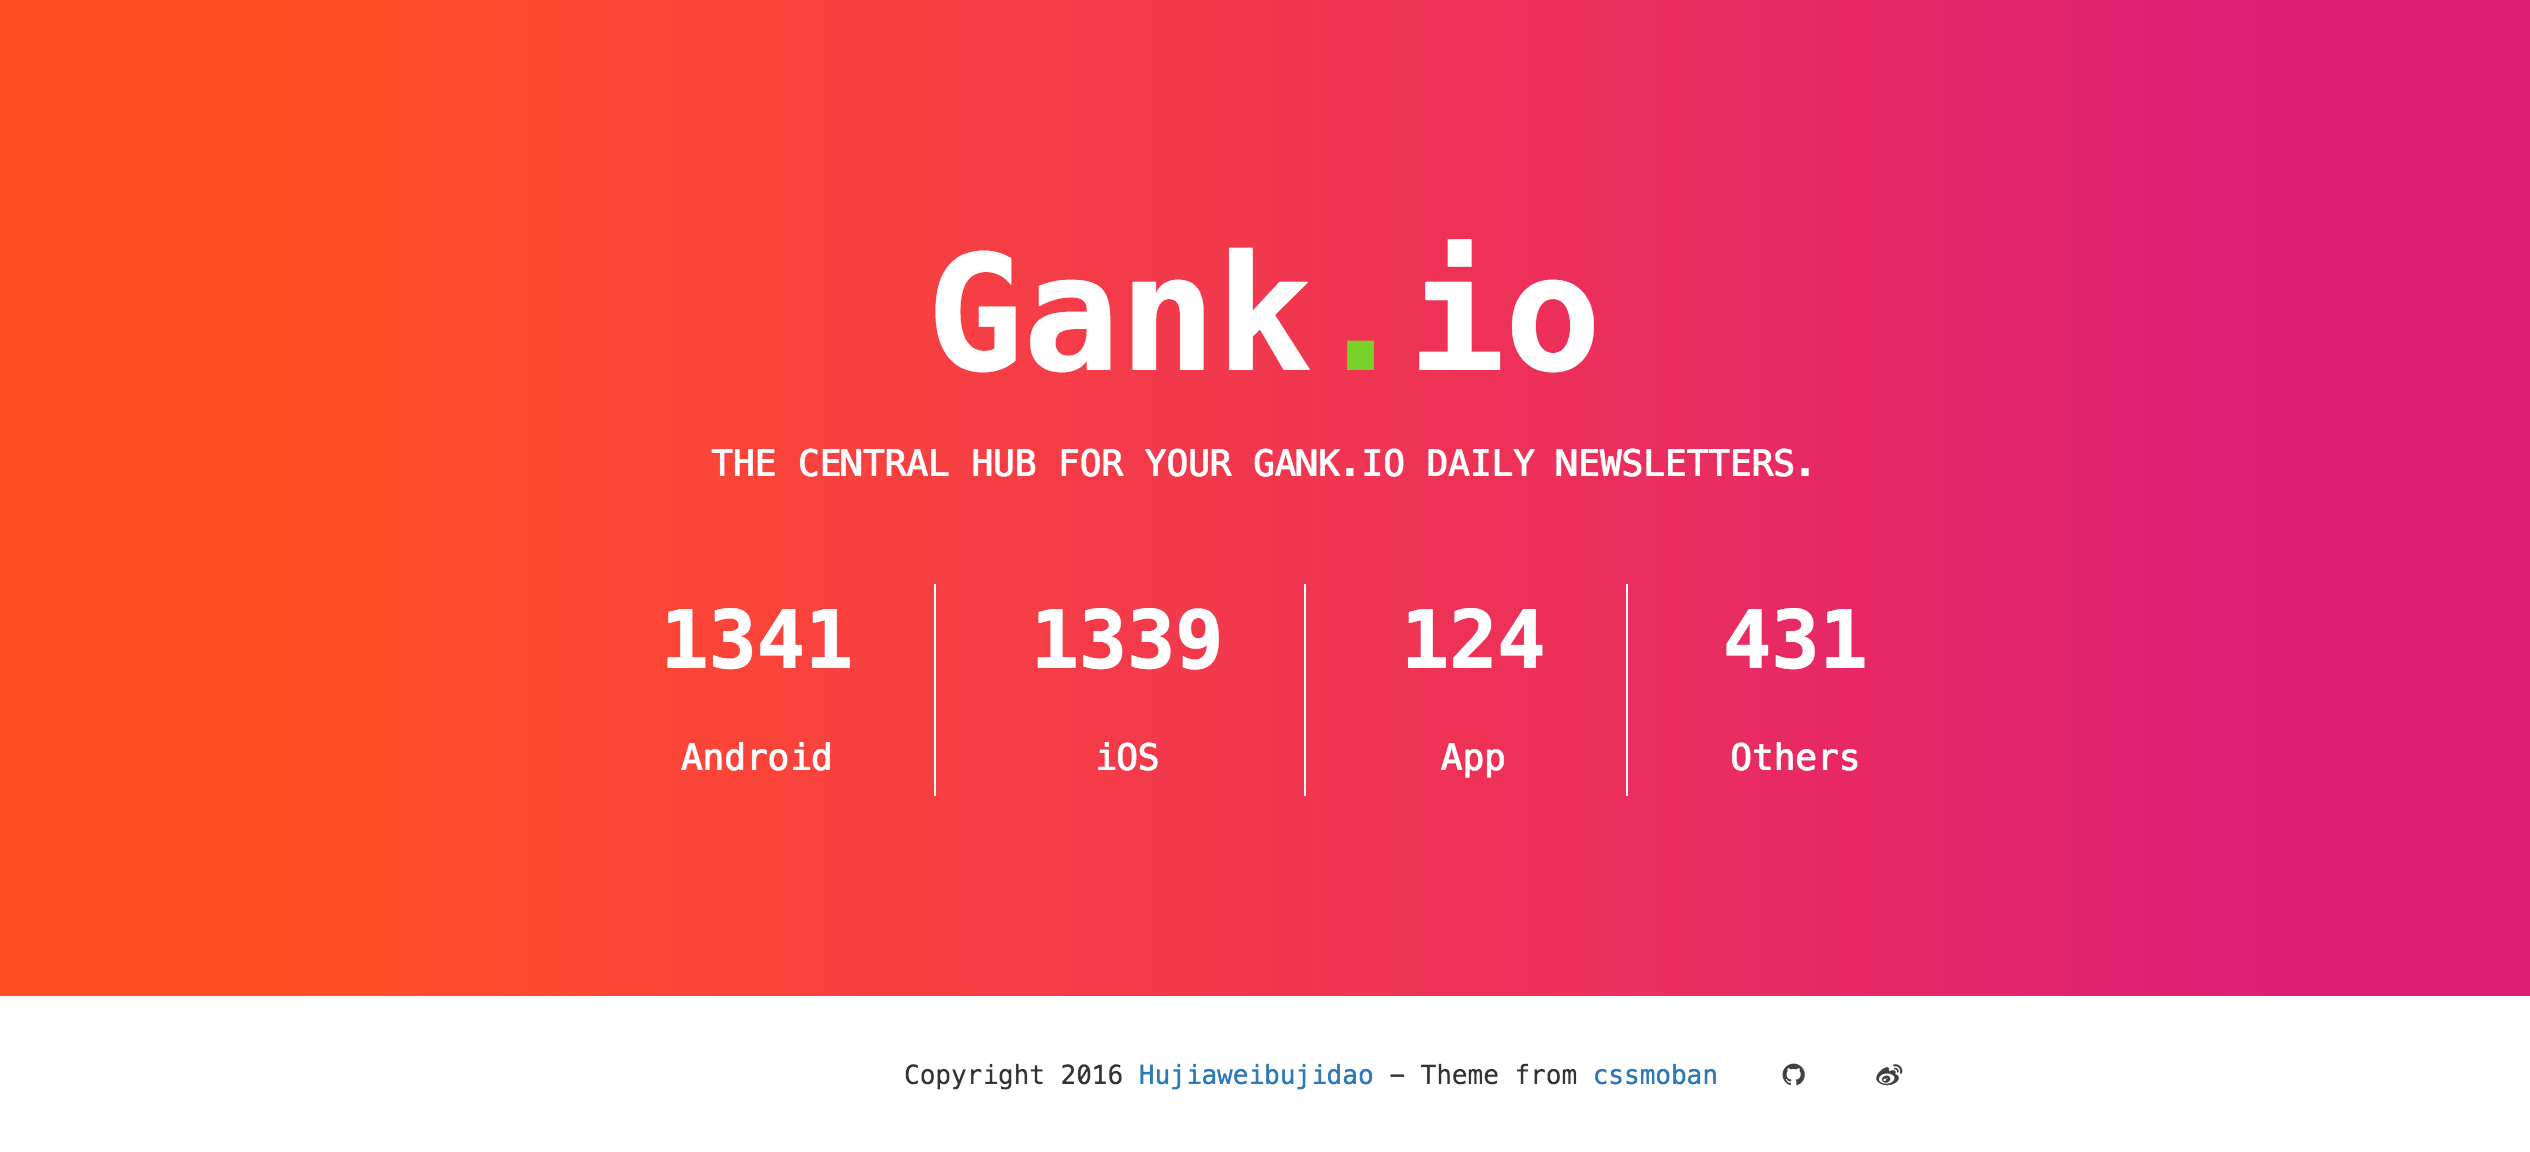 Gank.io
THE CENTRAL HUB FOR YOUR GANK.IO DAILY NEWSLETTERS.
1341
Android
1339
iOS
124
App
431
Others
Copyright 2016 Hujiaweibujidao — Theme from cssmoban